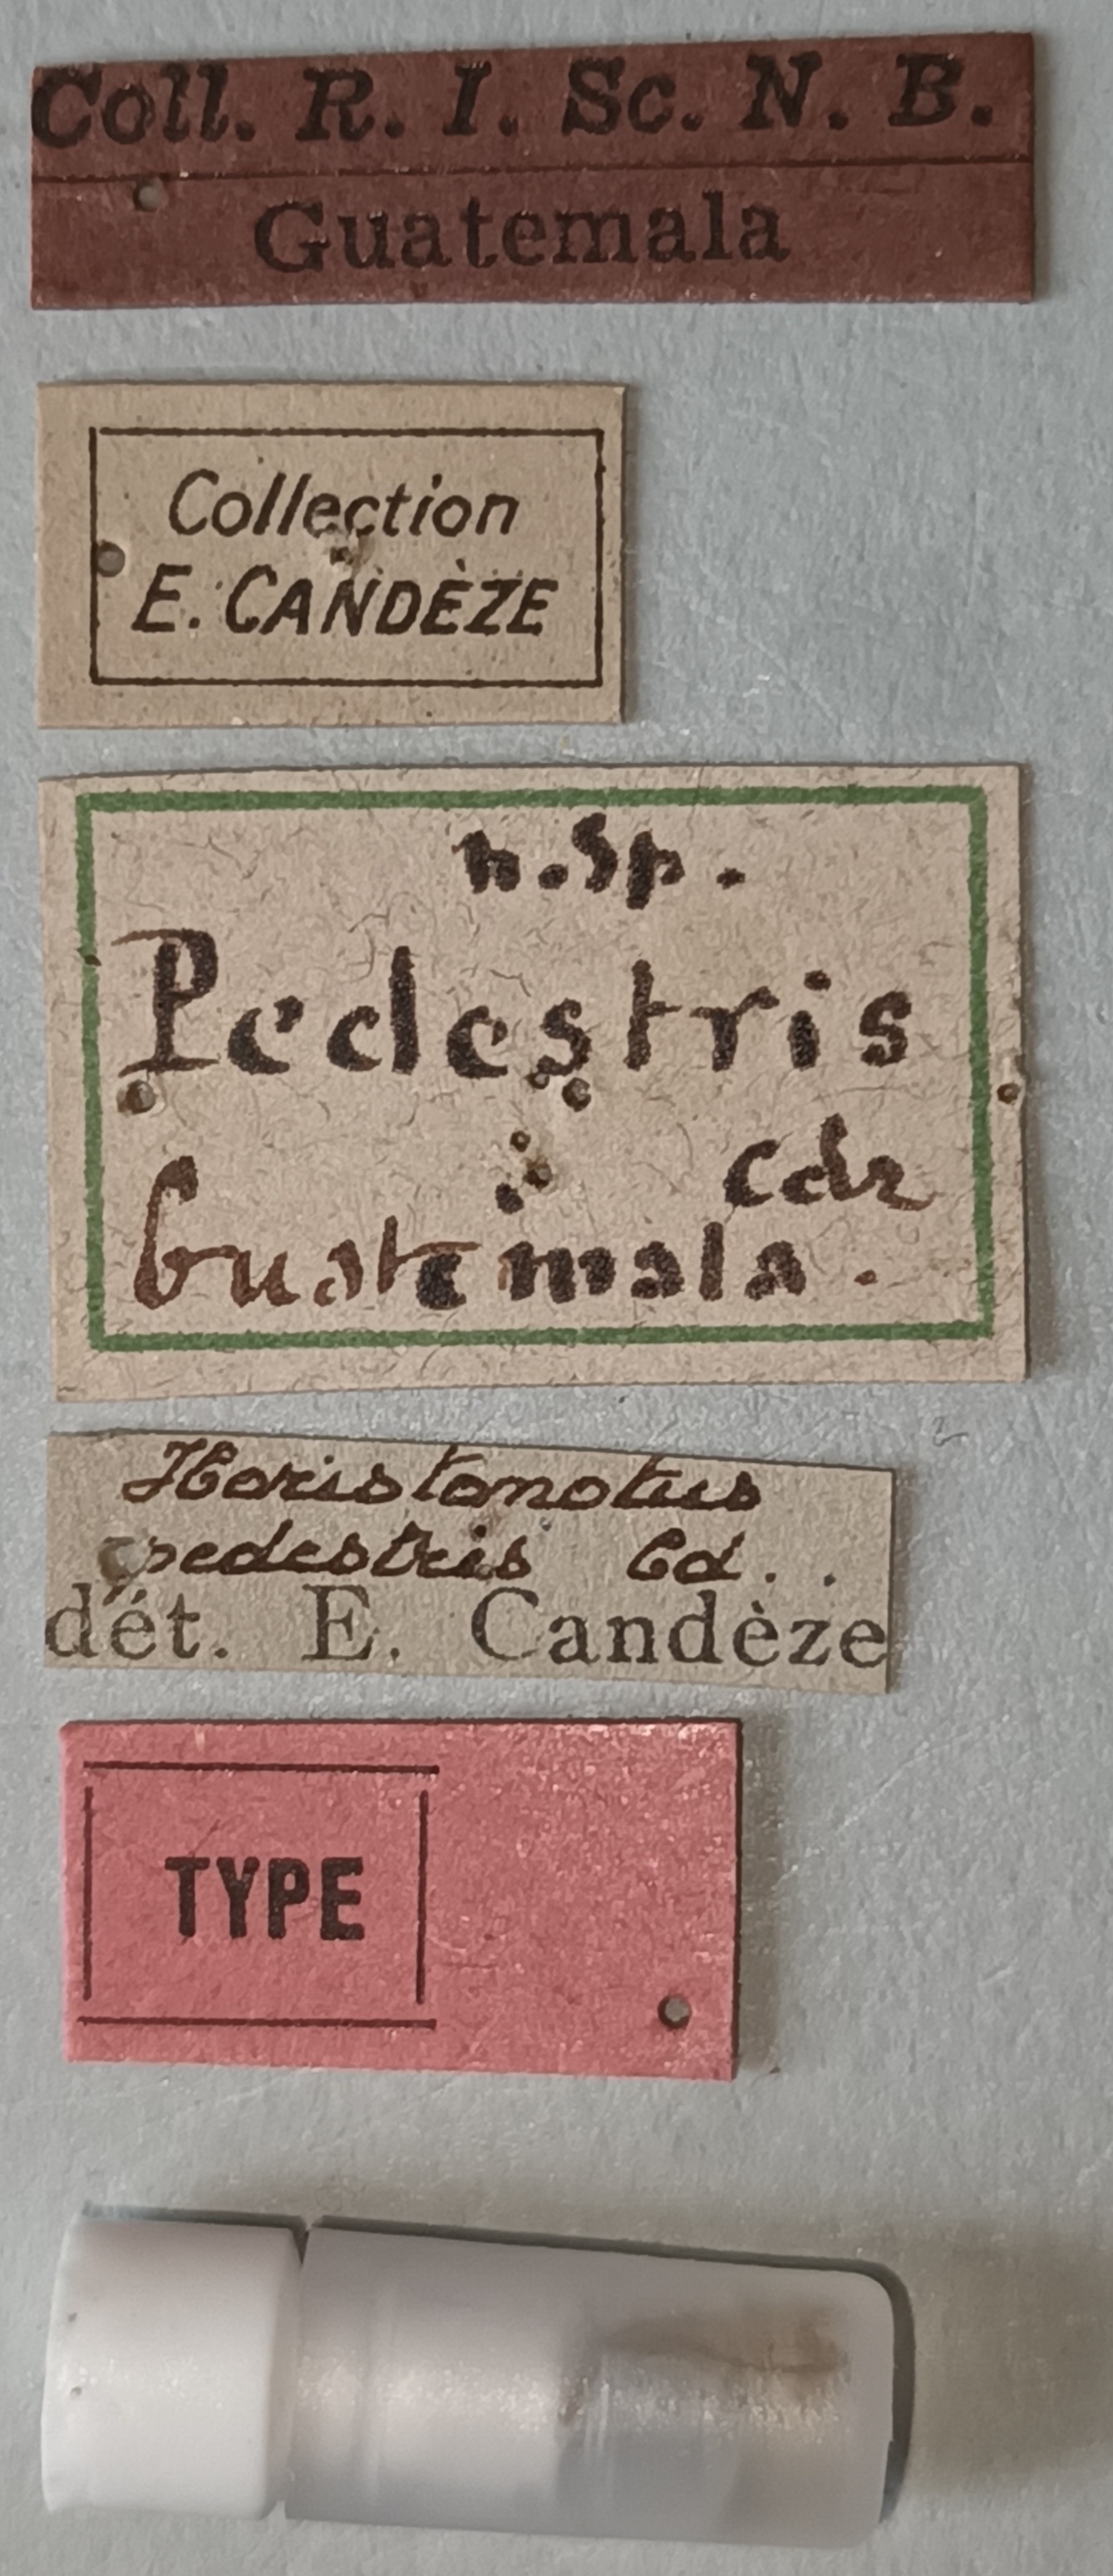 Coll. R. I. Sc. N. B.
Guatemala
Collection
E. CANDÈZE
n. sp.
Pedestris
cdz
Guatemala.
Horistonotus
pedestris Cd.
dét. E. Candèze
TYPE